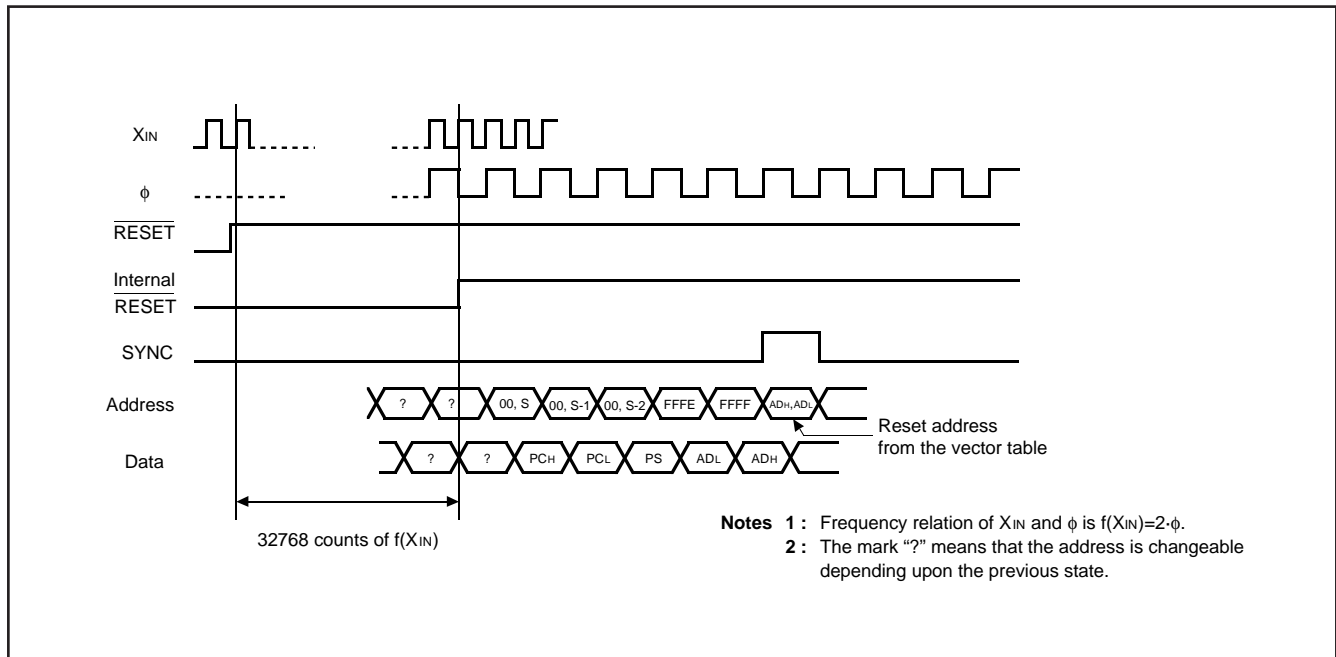 XIN
ϕ
RESET
Internal
RESET
SYNC
Address
? ? 00, S 00, S-1 00, S-2 FFFE FFFF ADH,ADL
Reset address
from the vector table
Data
? ? PCH PCL PS ADL ADH
32768 counts of f(XIN)
Notes 1 : Frequency relation of XIN and ϕ is f(XIN)=2·ϕ.
2 : The mark “?” means that the address is changeable
depending upon the previous state.